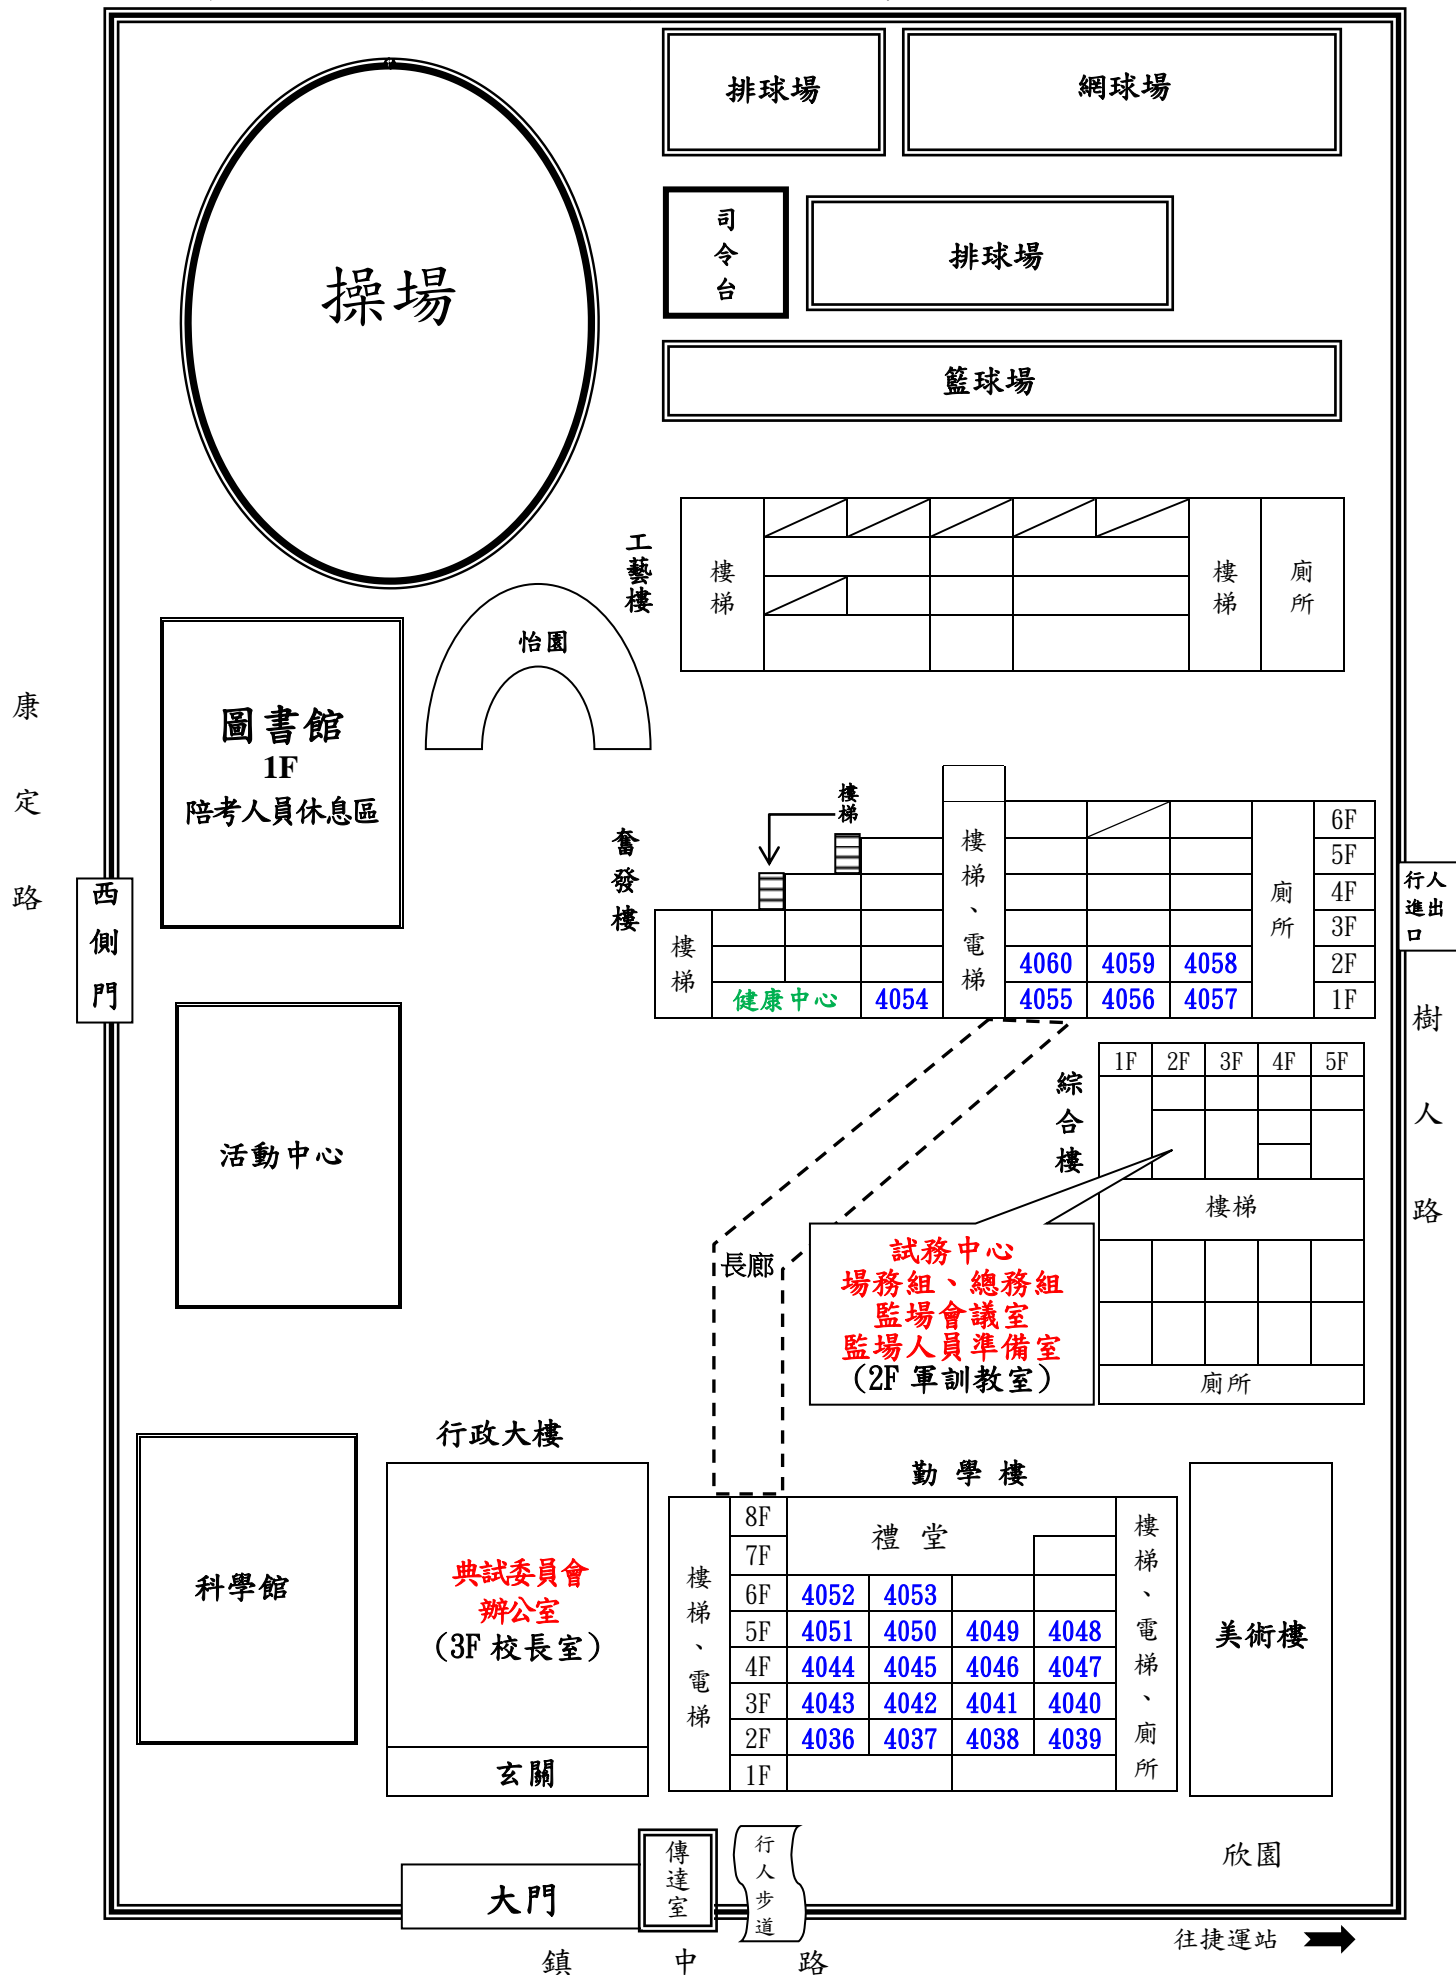 排球場
網球場
司令台
排球場
操場
籃球場
工藝樓
樓梯
樓梯
廁所
怡園
圖書館
1F
陪考人員休息區
康定路
西側門
奮發樓
樓梯
樓梯
樓梯、電梯
廁所
6F
5F
4F
3F
4060 4059 4058 2F
健康中心 4054 4055 4056 4057 1F
行人進出口
樹人路
活動中心
綜合樓
1F 2F 3F 4F 5F
樓梯
廁所
長廊
試務中心
場務組、總務組
監場會議室
監場人員準備室
(2F 軍訓教室)
行政大樓
科學館
典試委員會
辦公室
(3F 校長室)
玄關
勤學樓
樓梯、電梯
8F
禮堂
7F
6F 4052 4053
5F 4051 4050 4049 4048
4F 4044 4045 4046 4047
3F 4043 4042 4041 4040
2F 4036 4037 4038 4039
1F
樓梯、電梯、廁所
美術樓
欣園
大門
傳達室
行人步道
往捷運站
鎮中路